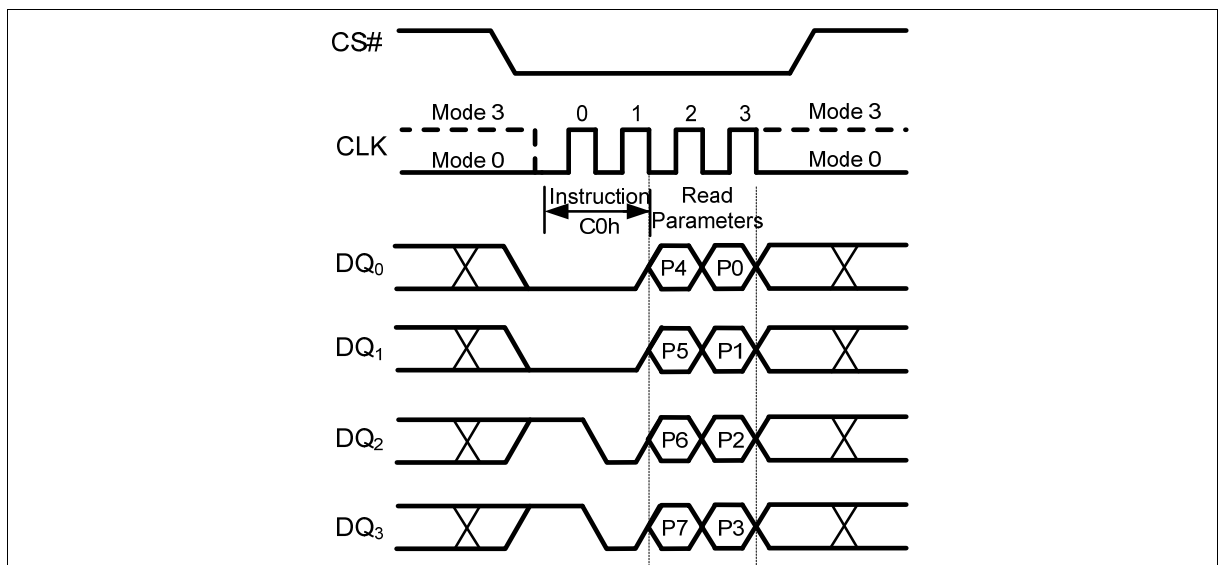 CS#
Mode 3 0 1 2 3 Mode 3
CLK
Mode 0 Mode 0
Instruction Read
C0h Parameters
DQ0 P4 P0
DQ1 P5 P1
DQ2 P6 P2
DQ3 P7 P3